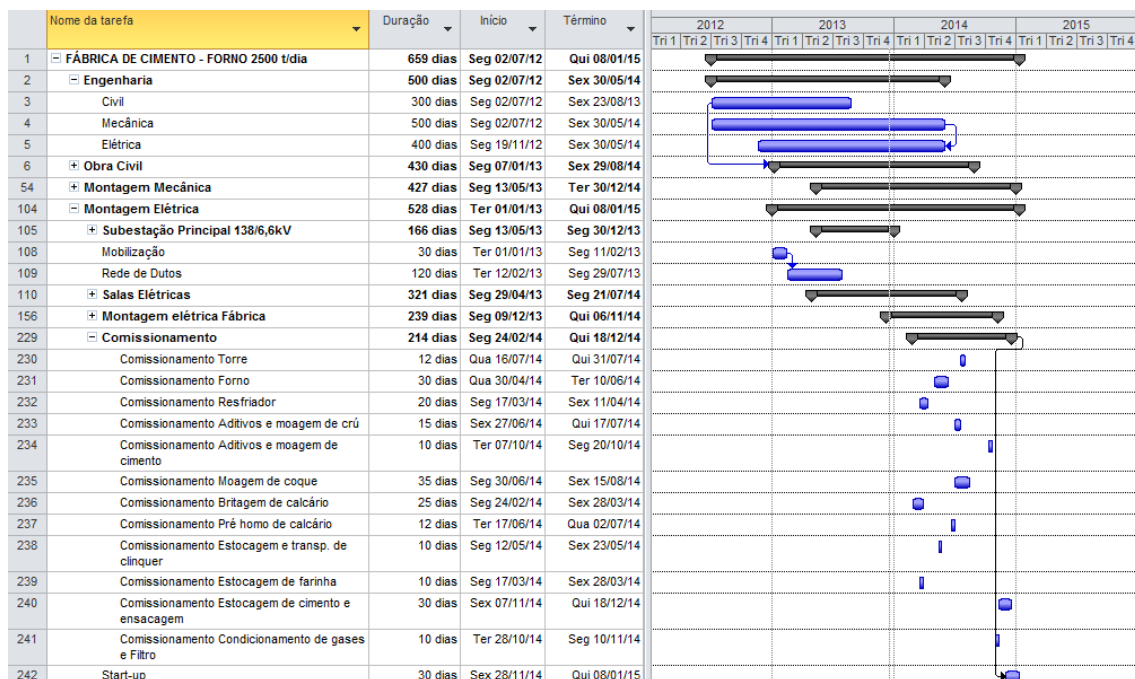 Nome da tarefa Duração Início Término 2012 2013 2014 2015
Tri 1 Tri 2 Tri 3 Tri 4 Tri 1 Tri 2 Tri 3 Tri 4 Tri 1 Tri 2 Tri 3 Tri 4 Tri 1 Tri 2 Tri 3 Tri 4
1 FÁBRICA DE CIMENTO - FORNO 2500 t/dia 659 dias Seg 02/07/12 Qui 08/01/15
2 Engenharia 500 dias Seg 02/07/12 Sex 30/05/14
3 Civil 300 dias Seg 02/07/12 Sex 23/08/13
4 Mecânica 500 dias Seg 02/07/12 Sex 30/05/14
5 Elétrica 400 dias Seg 19/11/12 Sex 30/05/14
6 Obra Civil 430 dias Seg 07/01/13 Sex 29/08/14
54 Montagem Mecânica 427 dias Seg 13/05/13 Ter 30/12/14
104 Montagem Elétrica 528 dias Ter 01/01/13 Qui 08/01/15
105 Subestação Principal 138/6,6kV 166 dias Seg 13/05/13 Seg 30/12/13
108 Mobilização 30 dias Ter 01/01/13 Seg 11/02/13
109 Rede de Dutos 120 dias Ter 12/02/13 Seg 29/07/13
110 Salas Elétricas 321 dias Seg 29/04/13 Seg 21/07/14
156 Montagem elétrica Fábrica 239 dias Seg 09/12/13 Qui 06/11/14
229 Comissionamento 214 dias Seg 24/02/14 Qui 18/12/14
230 Comissionamento Torre 12 dias Qua 16/07/14 Qui 31/07/14
231 Comissionamento Forno 30 dias Qua 30/04/14 Ter 10/06/14
232 Comissionamento Resfriador 20 dias Seg 17/03/14 Sex 11/04/14
233 Comissionamento Aditivos e moagem de crú 15 dias Sex 27/06/14 Qui 17/07/14
234 Comissionamento Aditivos e moagem de 10 dias Ter 07/10/14 Seg 20/10/14
cimento
235 Comissionamento Moagem de coque 35 dias Seg 30/06/14 Sex 15/08/14
236 Comissionamento Britagem de calcário 25 dias Seg 24/02/14 Sex 28/03/14
237 Comissionamento Pré homo de calcário 12 dias Ter 17/06/14 Qua 02/07/14
238 Comissionamento Estocagem e transp. de 10 dias Seg 12/05/14 Sex 23/05/14
clinquer
239 Comissionamento Estocagem de farinha 10 dias Seg 17/03/14 Sex 28/03/14
240 Comissionamento Estocagem de cimento e 30 dias Sex 07/11/14 Qui 18/12/14
ensacagem
241 Comissionamento Condicionamento de gases 10 dias Ter 28/10/14 Seg 10/11/14
e Filtro
242 Start-up 30 dias Sex 28/11/14 Qui 08/01/15